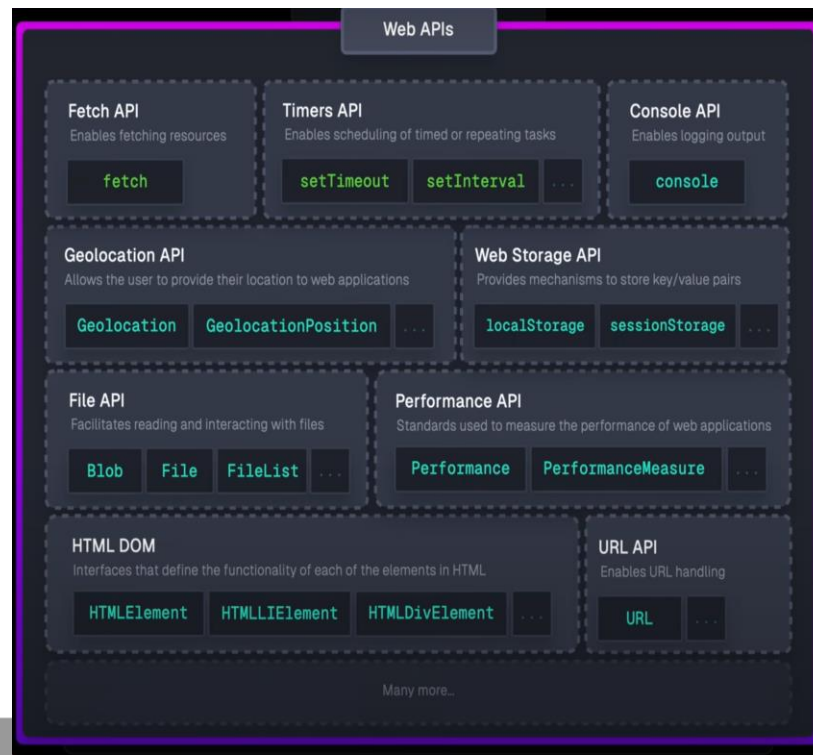 Web APIs
Fetch API
Enables fetching resources
fetch
Timers API
Enables scheduling of timed or repeating tasks
setTimeout setInterval ...
Console API
Enables logging output
console
Geolocation API
Allows the user to provide their location to web applications
Geolocation GeolocationPosition ...
Web Storage API
Provides mechanisms to store key/value pairs
localStorage sessionStorage ...
File API
Facilitates reading and interacting with files
Blob File FileList ...
Performance API
Standards used to measure the performance of web applications
Performance PerformanceMeasure ...
HTML DOM
Interfaces that define the functionality of each of the elements in HTML
HTMLElement HTMLLIElement HTMLDivElement ...
URL API
Enables URL handling
URL ...
Many more..